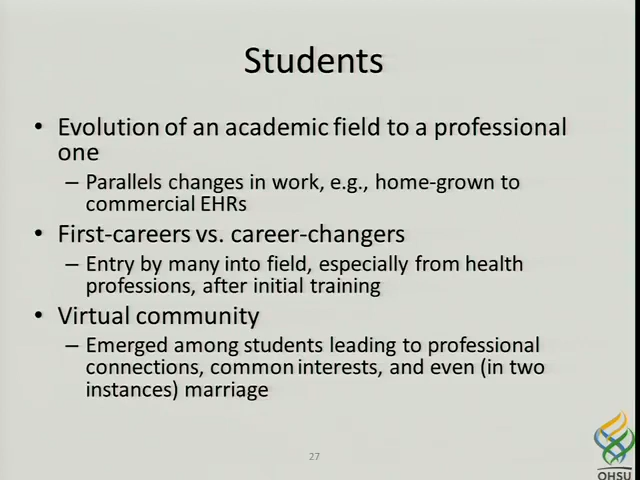 Students
• Evolution of an academic field to a professional
one
– Parallels changes in work, e.g., home-grown to
commercial EHRs
• First-careers vs. career-changers
– Entry by many into field, especially from health
professions, after initial training
• Virtual community
– Emerged among students leading to professional
connections, common interests, and even (in two
instances) marriage
27
OHSU